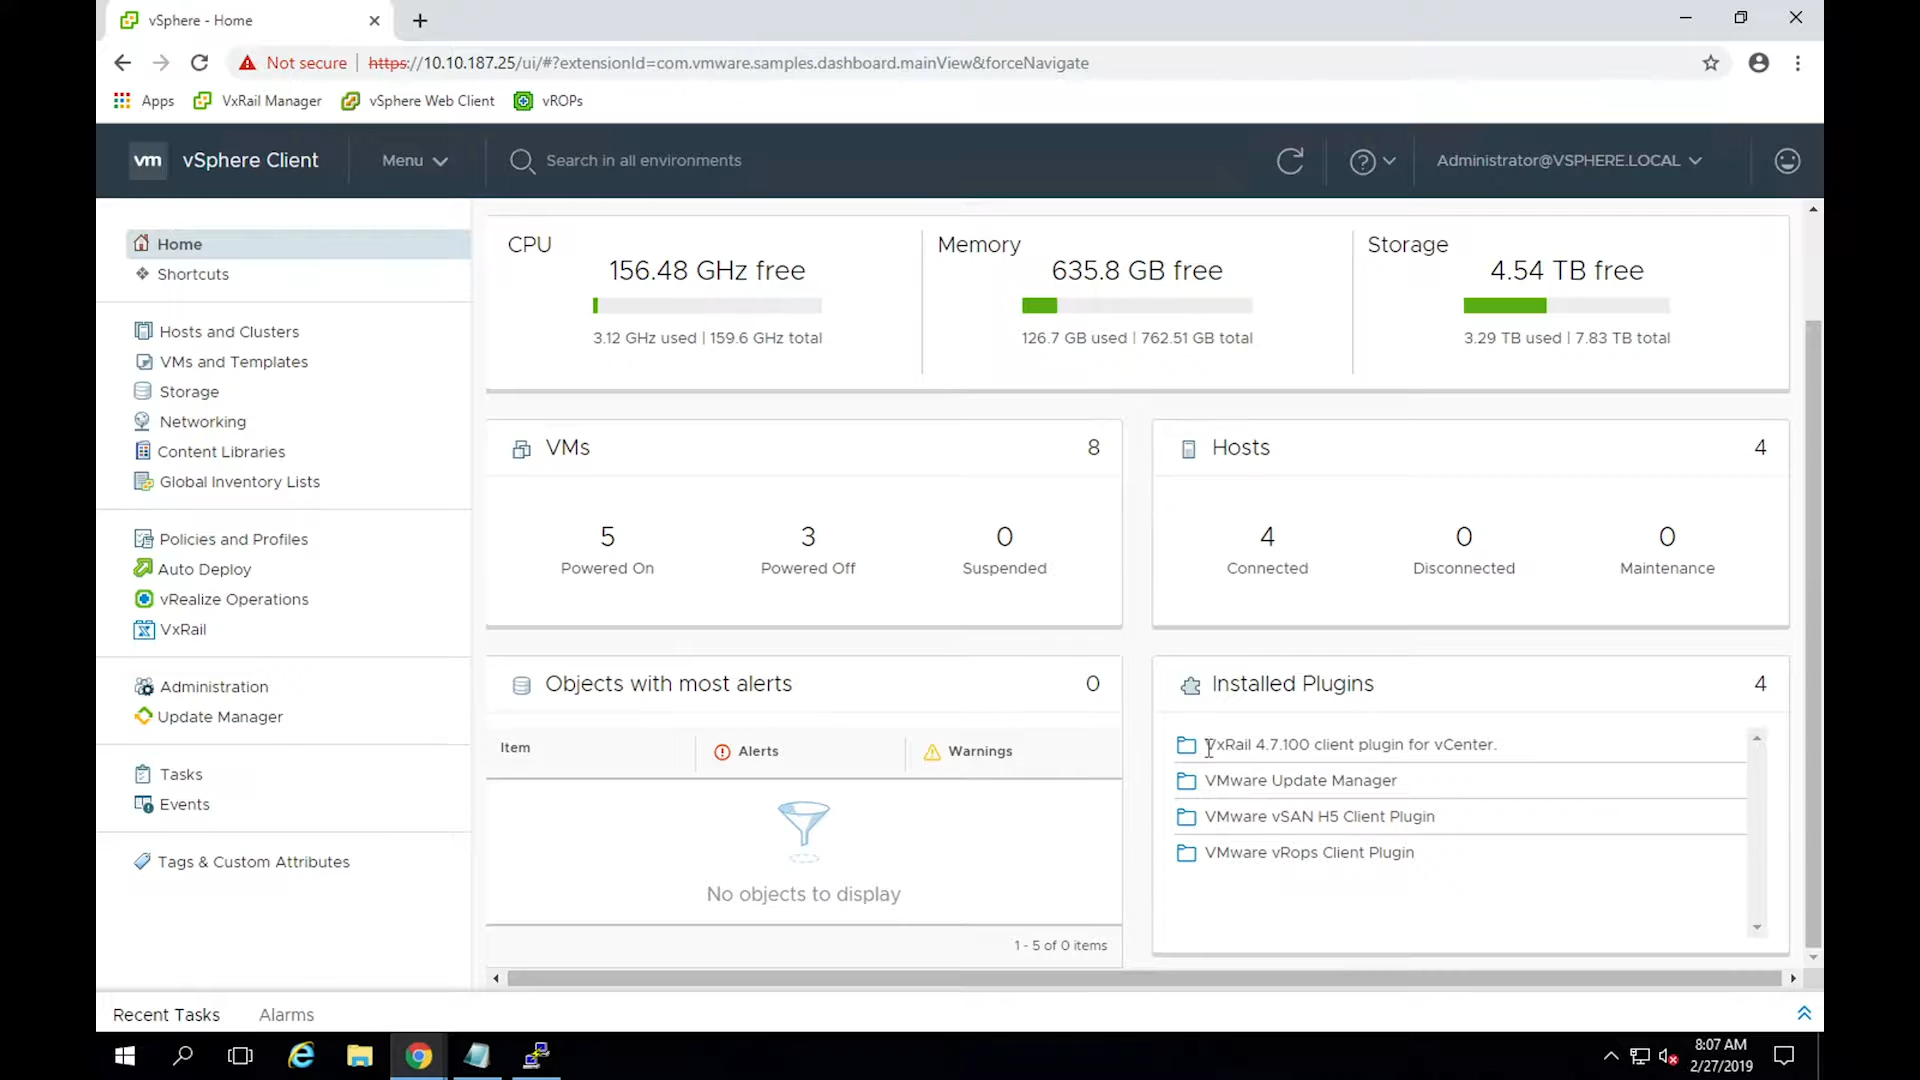 vSphere - Home
Not secure | https://10.10.187.25/ui/#?extensionId=com.vmware.samples.dashboard.mainView&forceNavigate
Apps VxRail Manager vSphere Web Client vROPs
vm vSphere Client Menu Search in all environments Administrator@VSPHERE.LOCAL
Home
Shortcuts
Hosts and Clusters
VMs and Templates
Storage
Networking
Content Libraries
Global Inventory Lists
Policies and Profiles
Auto Deploy
vRealize Operations
VxRail
Administration
Update Manager
Tasks
Events
Tags & Custom Attributes
CPU
156.48 GHz free
3.12 GHz used | 159.6 GHz total
Memory
635.8 GB free
126.7 GB used | 762.51 GB total
Storage
4.54 TB free
3.29 TB used | 7.83 TB total
VMs 8
5 3 0
Powered On Powered Off Suspended
Hosts 4
4 0 0
Connected Disconnected Maintenance
Objects with most alerts 0
Item Alerts Warnings
No objects to display
1 - 5 of 0 items
Installed Plugins 4
VxRail 4.7.100 client plugin for vCenter.
VMware Update Manager
VMware vSAN H5 Client Plugin
VMware vRops Client Plugin
Recent Tasks Alarms
8:07 AM
2/27/2019